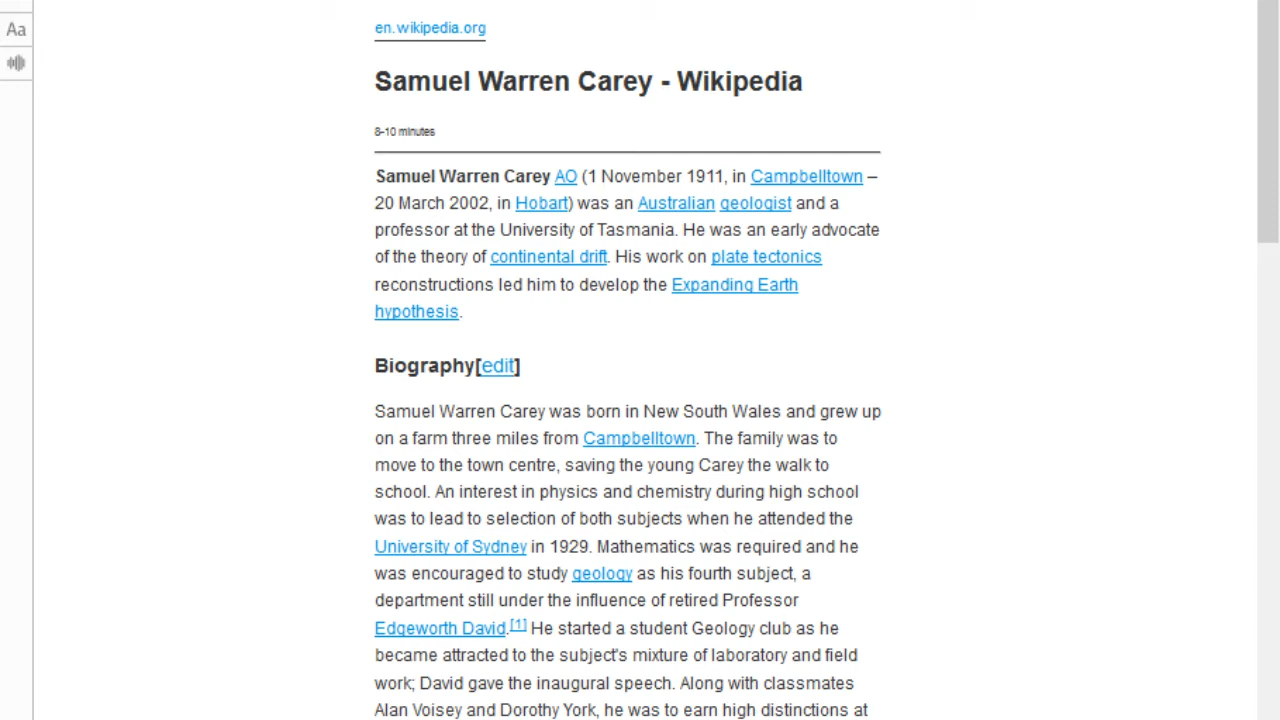 Aa
en.wikipedia.org
Samuel Warren Carey - Wikipedia
8-10 minutes
Samuel Warren Carey AO (1 November 1911, in Campbelltown –
20 March 2002, in Hobart) was an Australian geologist and a
professor at the University of Tasmania. He was an early advocate
of the theory of continental drift. His work on plate tectonics
reconstructions led him to develop the Expanding Earth
hypothesis.
Biography[edit]
Samuel Warren Carey was born in New South Wales and grew up
on a farm three miles from Campbelltown. The family was to
move to the town centre, saving the young Carey the walk to
school. An interest in physics and chemistry during high school
was to lead to selection of both subjects when he attended the
University of Sydney in 1929. Mathematics was required and he
was encouraged to study geology as his fourth subject, a
department still under the influence of retired Professor
Edgeworth David.[1] He started a student Geology club as he
became attracted to the subject's mixture of laboratory and field
work; David gave the inaugural speech. Along with classmates
Alan Voisey and Dorothy York, he was to earn high distinctions at